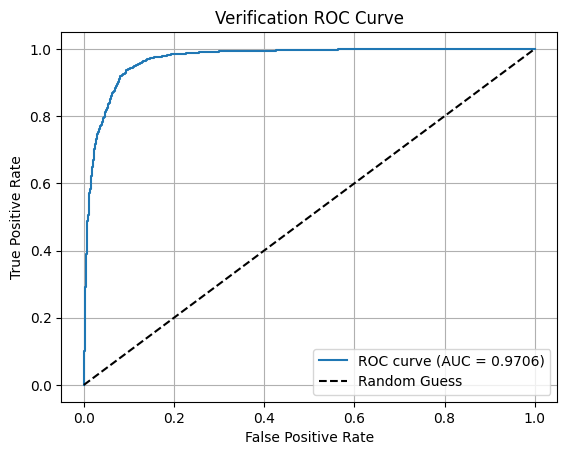 Verification ROC Curve
True Positive Rate
1.0
0.8
0.6
0.4
0.2
0.0
ROC curve (AUC = 0.9706)
Random Guess
0.0 0.2 0.4 0.6 0.8 1.0
False Positive Rate